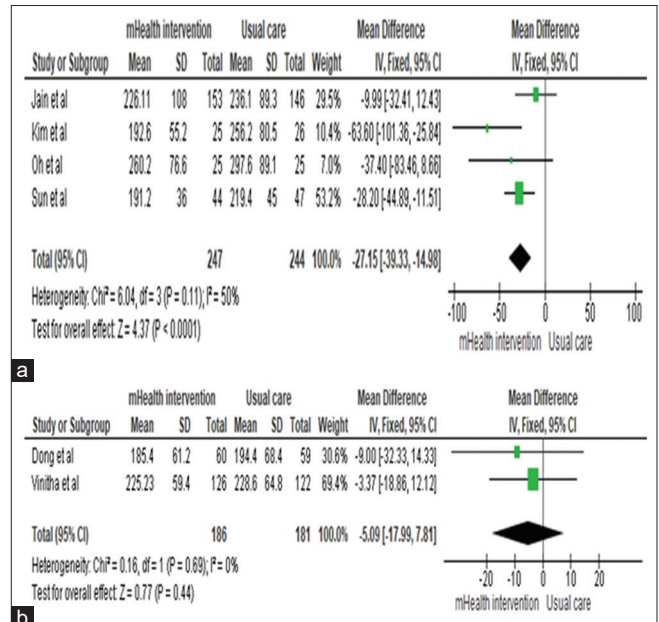 mHealth intervention Usual care Mean Difference Mean Difference
Study or Subgroup Mean SD Total Mean SD Total Weight IV, Fixed, 95% CI IV, Fixed, 95% CI
Jain et al 226.11 108 153 236.1 89.3 146 29.5% -9.99 [-32.41, 12.43]
Kim et al 192.6 55.2 25 256.2 80.5 26 10.4% -63.60 [-101.36, -25.84]
Oh et al 260.2 76.6 25 297.6 89.1 25 7.0% -37.40 [-83.46, 8.66]
Sun et al 191.2 36 44 219.4 45 47 53.2% -28.20 [-44.89, -11.51]
Total (95% CI) 247 244 100.0% -27.15 [-39.33, -14.98]
Heterogeneity: Chi² = 6.04, df = 3 (P = 0.11); I² = 50%
Test for overall effect: Z = 4.37 (P < 0.0001)
-100 -50 0 50 100
mHealth intervention Usual care
a
mHealth intervention Usual care Mean Difference Mean Difference
Study or Subgroup Mean SD Total Mean SD Total Weight IV, Fixed, 95% CI IV, Fixed, 95% CI
Dong et al 185.4 61.2 60 194.4 68.4 59 30.6% -9.00 [-32.33, 14.33]
Vinitha et al 225.23 59.4 126 228.6 64.8 122 69.4% -3.37 [-18.86, 12.12]
Total (95% CI) 186 181 100.0% -5.09 [-17.99, 7.81]
Heterogeneity: Chi² = 0.16, df = 1 (P = 0.69); I² = 0%
Test for overall effect: Z = 0.77 (P = 0.44)
-20 -10 0 10 20
mHealth intervention Usual care
b